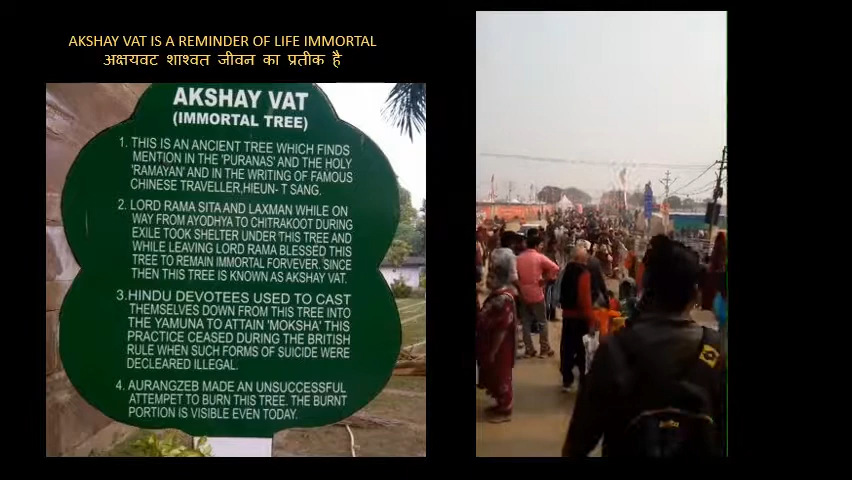 AKSHAY VAT IS A REMINDER OF LIFE IMMORTAL
अक्षयवट शाश्वत जीवन का प्रतीक है
AKSHAY VAT
(IMMORTAL TREE)
1. THIS IS AN ANCIENT TREE WHICH FINDS
MENTION IN THE 'PURANAS' AND THE HOLY
'RAMAYAN' AND IN THE WRITING OF FAMOUS
CHINESE TRAVELLER,HIEUN- T SANG.
2. LORD RAMA SITA AND LAXMAN WHILE ON
WAY FROM AYODHYA TO CHITRAKOOT DURING
EXILE TOOK SHELTER UNDER THIS TREE AND
WHILE LEAVING LORD RAMA BLESSED THIS
TREE TO REMAIN IMMORTAL FORVEVER. SINCE
THEN THIS TREE IS KNOWN AS AKSHAY VAT.
3.HINDU DEVOTEES USED TO CAST
THEMSELVES DOWN FROM THIS TREE INTO
THE YAMUNA TO ATTAIN 'MOKSHA' THIS
PRACTICE CEASED DURING THE BRITISH
RULE WHEN SUCH FORMS OF SUICIDE WERE
DECLEARED ILLEGAL.
4. AURANGZEB MADE AN UNSUCCESSFUL
ATTEMPET TO BURN THIS TREE. THE BURNT
PORTION IS VISIBLE EVEN TODAY.